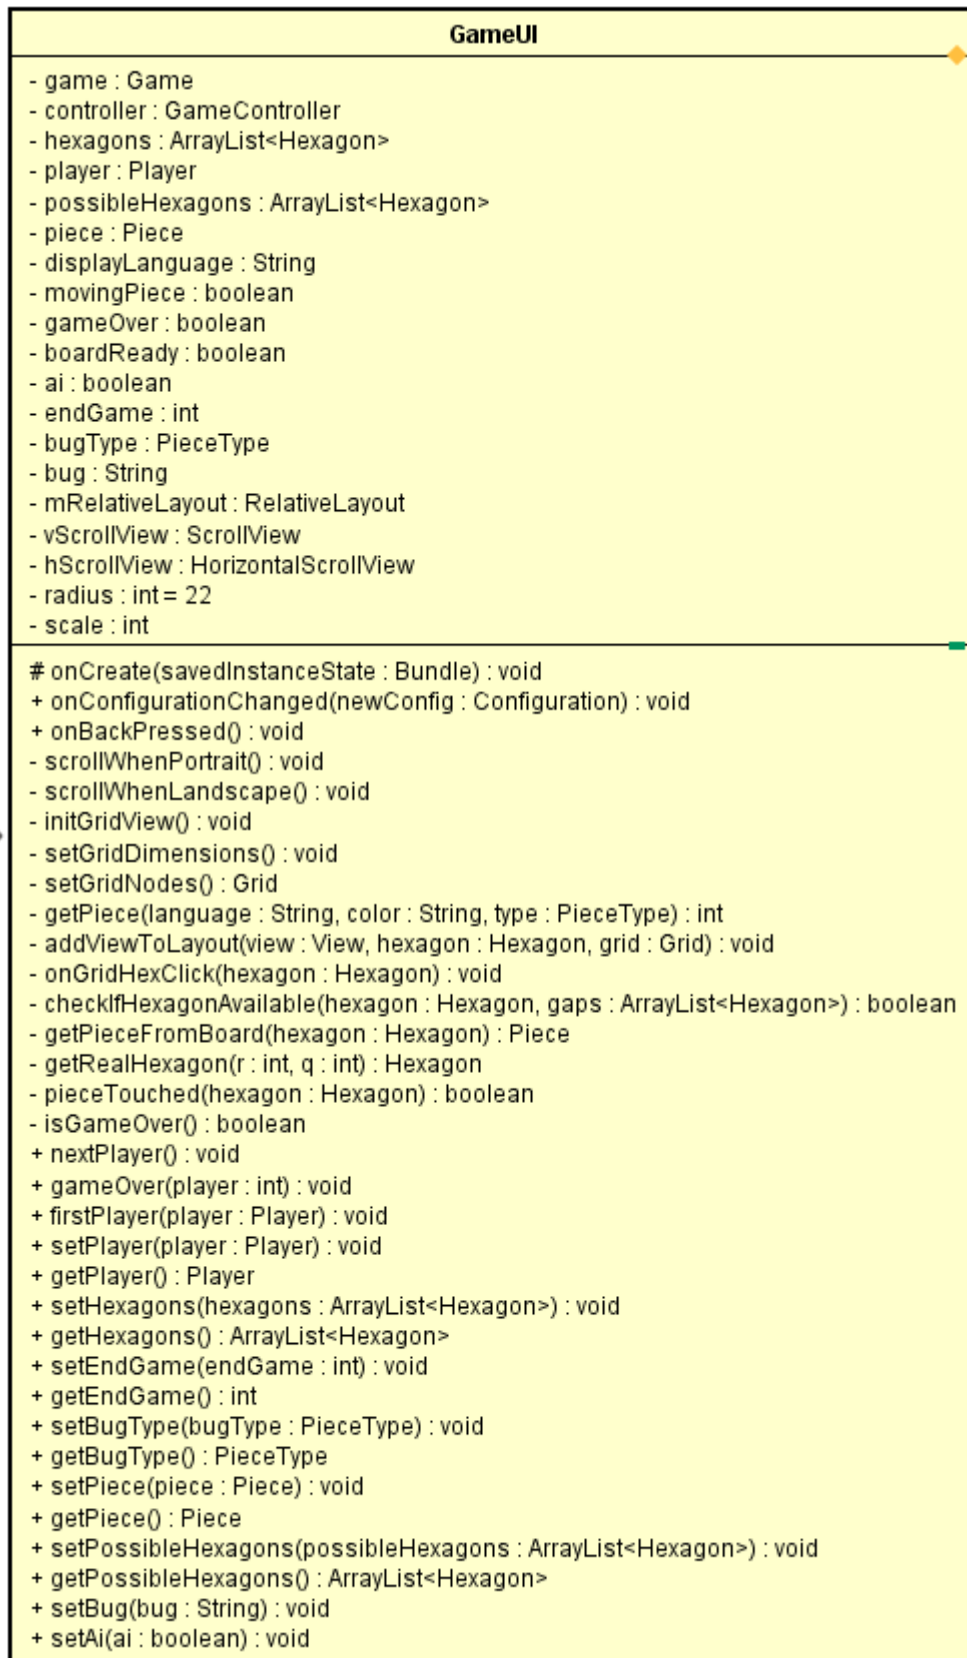 GameUI
- game : Game
- controller : GameController
- hexagons : ArrayList<Hexagon>
- player : Player
- possibleHexagons : ArrayList<Hexagon>
- piece : Piece
- displayLanguage : String
- movingPiece : boolean
- gameOver : boolean
- boardReady : boolean
- ai : boolean
- endGame : int
- bugType : PieceType
- bug : String
- mRelativeLayout : RelativeLayout
- vScrollView : ScrollView
- hScrollView : HorizontalScrollView
- radius : int = 22
- scale : int
# onCreate(savedInstanceState : Bundle) : void
+ onConfigurationChanged(newConfig : Configuration) : void
+ onBackPressed() : void
- scrollWhenPortrait() : void
- scrollWhenLandscape() : void
- initGridView() : void
- setGridDimensions() : void
- setGridNodes() : Grid
- getPiece(language : String, color : String, type : PieceType) : int
- addViewToLayout(view : View, hexagon : Hexagon, grid : Grid) : void
- onGridHexClick(hexagon : Hexagon) : void
- checkIfHexagonAvailable(hexagon : Hexagon, gaps : ArrayList<Hexagon>) : boolean
- getPieceFromBoard(hexagon : Hexagon) : Piece
- getRealHexagon(r : int, q : int) : Hexagon
- pieceTouched(hexagon : Hexagon) : boolean
- isGameOver() : boolean
+ nextPlayer() : void
+ gameOver(player : int) : void
+ firstPlayer(player : Player) : void
+ setPlayer(player : Player) : void
+ getPlayer() : Player
+ setHexagons(hexagons : ArrayList<Hexagon>) : void
+ getHexagons() : ArrayList<Hexagon>
+ setEndGame(endGame : int) : void
+ getEndGame() : int
+ setBugType(bugType : PieceType) : void
+ getBugType() : PieceType
+ setPiece(piece : Piece) : void
+ getPiece() : Piece
+ setPossibleHexagons(possibleHexagons : ArrayList<Hexagon>) : void
+ getPossibleHexagons() : ArrayList<Hexagon>
+ setBug(bug : String) : void
+ setAi(ai : boolean) : void